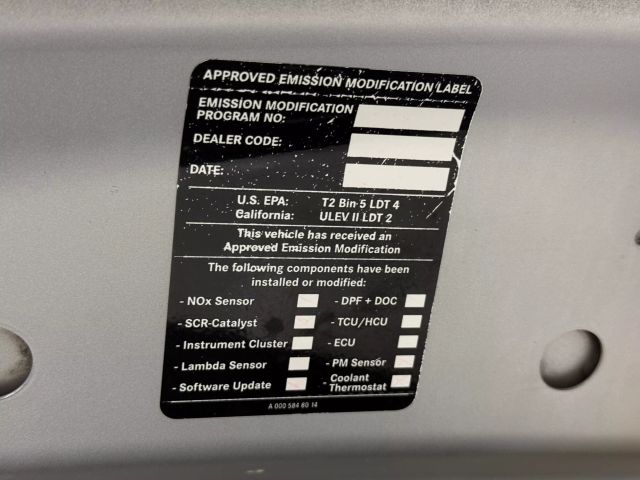 APPROVED EMISSION MODIFICATION LABEL
EMISSION MODIFICATION
PROGRAM NO:
DEALER CODE:
DATE:
U.S. EPA: T2 Bin 5 LDT 4
California: ULEV II LDT 2
This vehicle has received an
Approved Emission Modification
The following components have been
installed or modified:
- NOx Sensor - DPF + DOC
- SCR-Catalyst - TCU/HCU
- Instrument Cluster - ECU
- Lambda Sensor - PM Sensor
- Software Update - Coolant
Thermostat
A 000 584 80 14